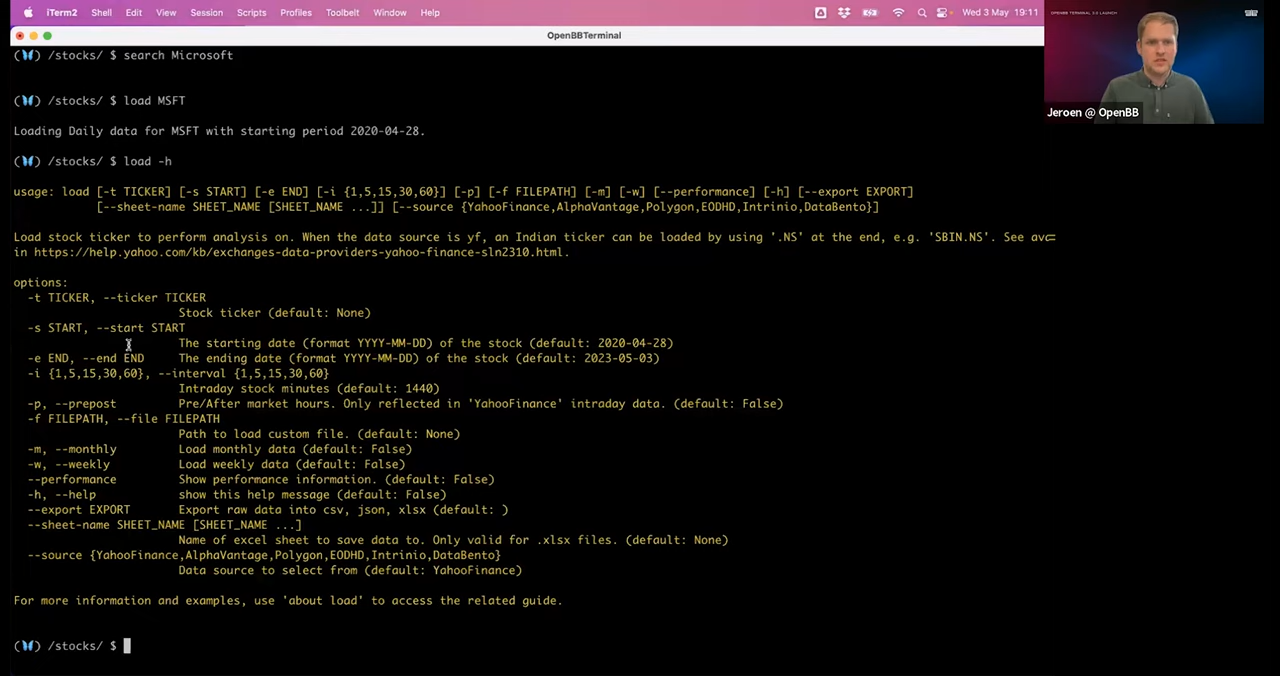 iTerm2 Shell Edit View Session Scripts Profiles Toolbelt Window Help Wed 3 May 19:11
OPENBB TERMINAL 3.0 LAUNCH
OpenBBTerminal
Jeroen @ OpenBB
(🦋) /stocks/ $ search Microsoft
(🦋) /stocks/ $ load MSFT
Loading Daily data for MSFT with starting period 2020-04-28.
(🦋) /stocks/ $ load -h
usage: load [-t TICKER] [-s START] [-e END] [-i {1,5,15,30,60}] [-p] [-f FILEPATH] [-m] [-w] [--performance] [-h] [--export EXPORT]
[--sheet-name SHEET_NAME [SHEET_NAME ...]] [--source {YahooFinance,AlphaVantage,Polygon,EODHD,Intrinio,DataBento}]
Load stock ticker to perform analysis on. When the data source is yf, an Indian ticker can be loaded by using '.NS' at the end, e.g. 'SBIN.NS'. See
in https://help.yahoo.com/kb/exchanges-data-providers-yahoo-finance-sln2310.html.
options:
-t TICKER, --ticker TICKER
Stock ticker (default: None)
-s START, --start START
The starting date (format YYYY-MM-DD) of the stock (default: 2020-04-28)
-e END, --end END The ending date (format YYYY-MM-DD) of the stock (default: 2023-05-03)
-i {1,5,15,30,60}, --interval {1,5,15,30,60}
Intraday stock minutes (default: 1440)
-p, --prepost Pre/After market hours. Only reflected in 'YahooFinance' intraday data. (default: False)
-f FILEPATH, --file FILEPATH
Path to load custom file. (default: None)
-m, --monthly Load monthly data (default: False)
-w, --weekly Load weekly data (default: False)
--performance Show performance information. (default: False)
-h, --help show this help message (default: False)
--export EXPORT Export raw data into csv, json, xlsx (default: )
--sheet-name SHEET_NAME [SHEET_NAME ...]
Name of excel sheet to save data to. Only valid for .xlsx files. (default: None)
--source {YahooFinance,AlphaVantage,Polygon,EODHD,Intrinio,DataBento}
Data source to select from (default: YahooFinance)
For more information and examples, use 'about load' to access the related guide.
(🦋) /stocks/ $